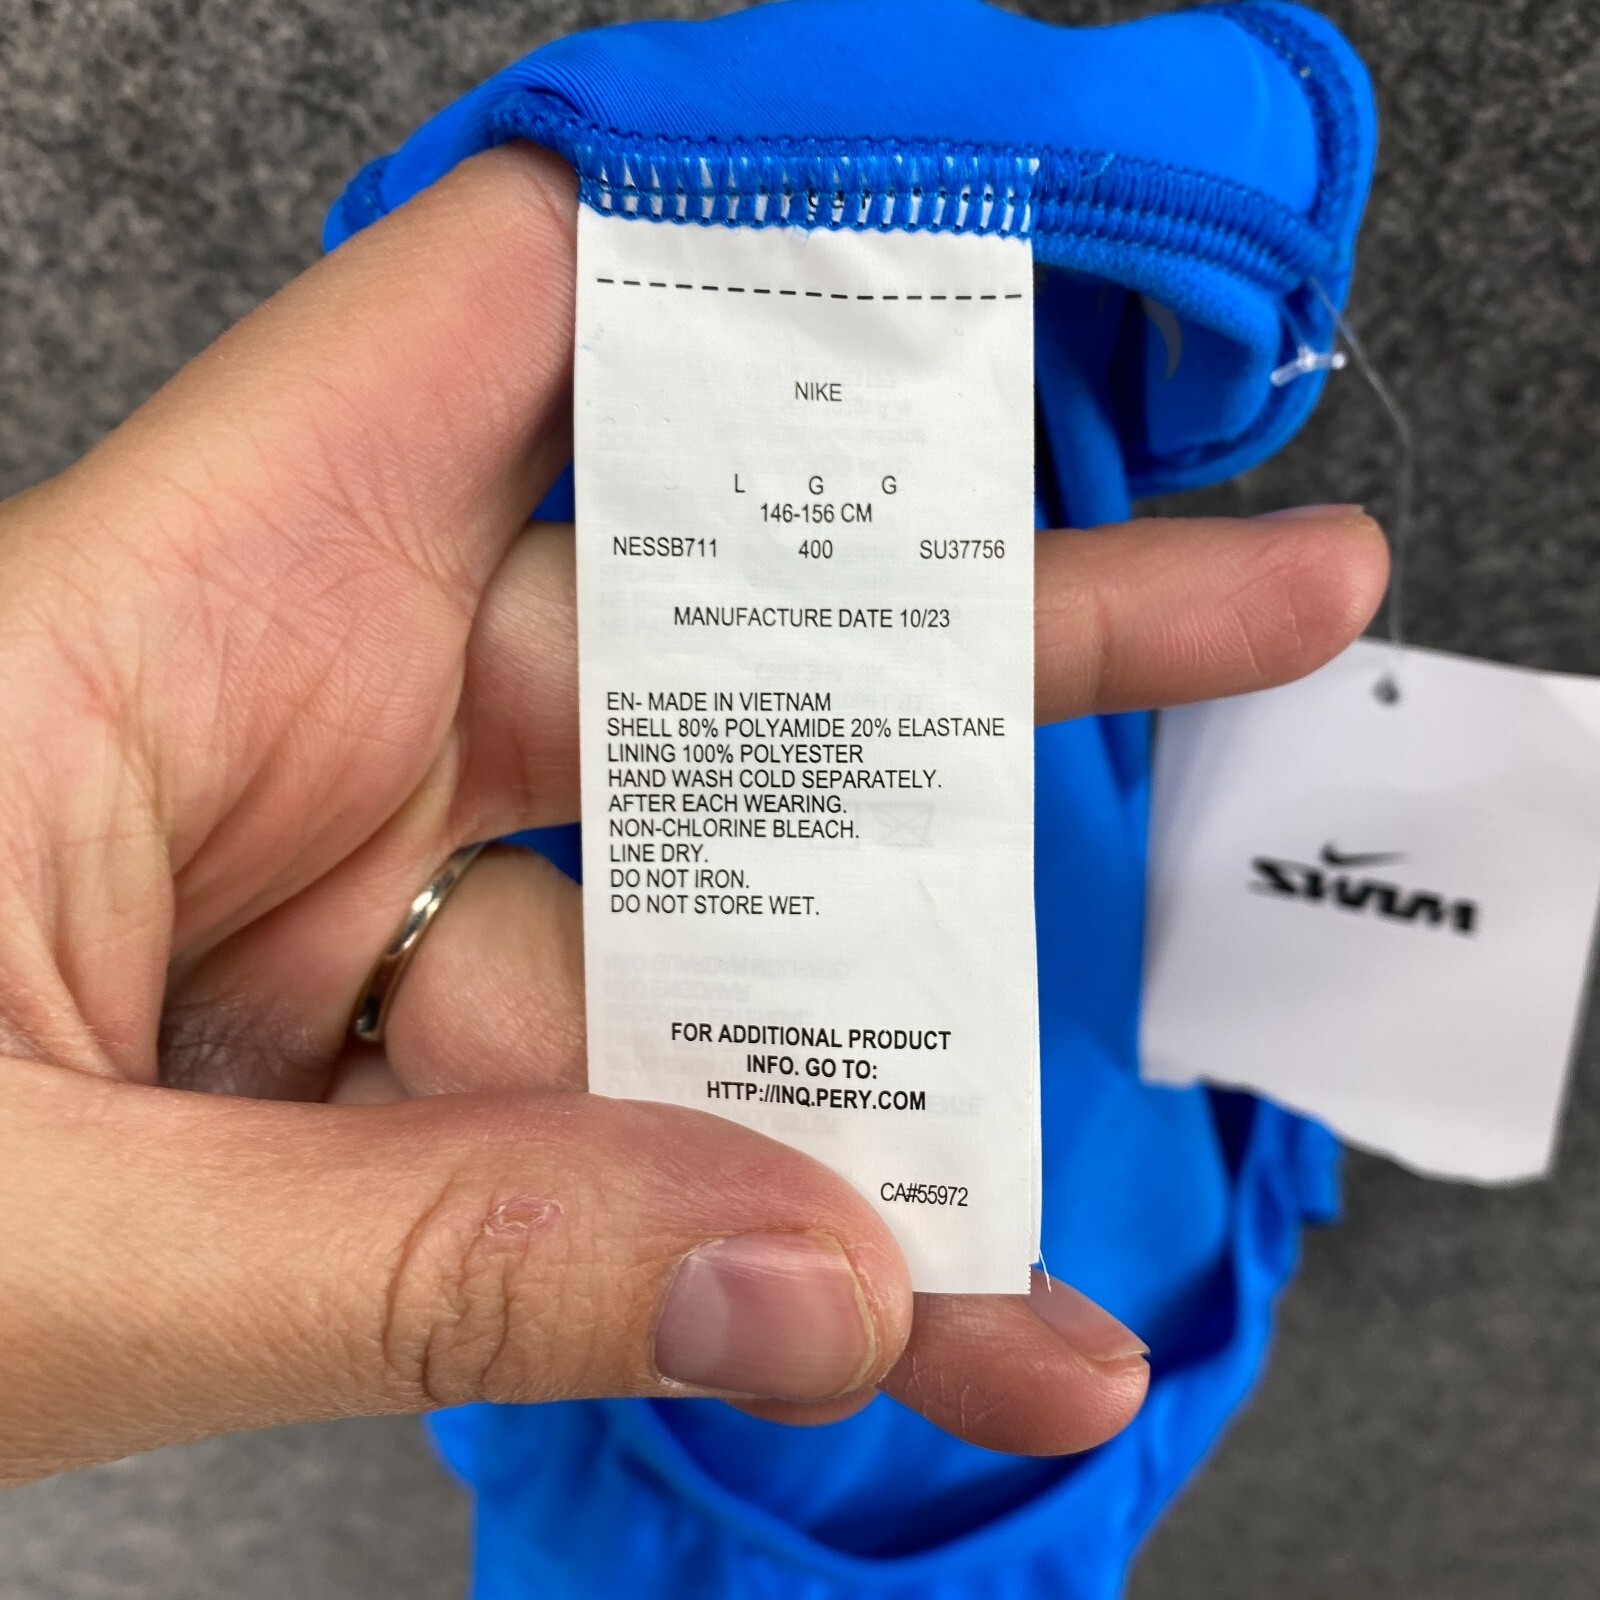 NIKE
L G G
146-156 CM
NESSB711 400 SU37756
MANUFACTURE DATE 10/23
EN- MADE IN VIETNAM
SHELL 80% POLYAMIDE 20% ELASTANE
LINING 100% POLYESTER
HAND WASH COLD SEPARATELY.
AFTER EACH WEARING.
NON-CHLORINE BLEACH.
LINE DRY.
DO NOT IRON.
DO NOT STORE WET.
FOR ADDITIONAL PRODUCT
INFO. GO TO:
HTTP://INQ.PERY.COM
CA#55972
SWIM